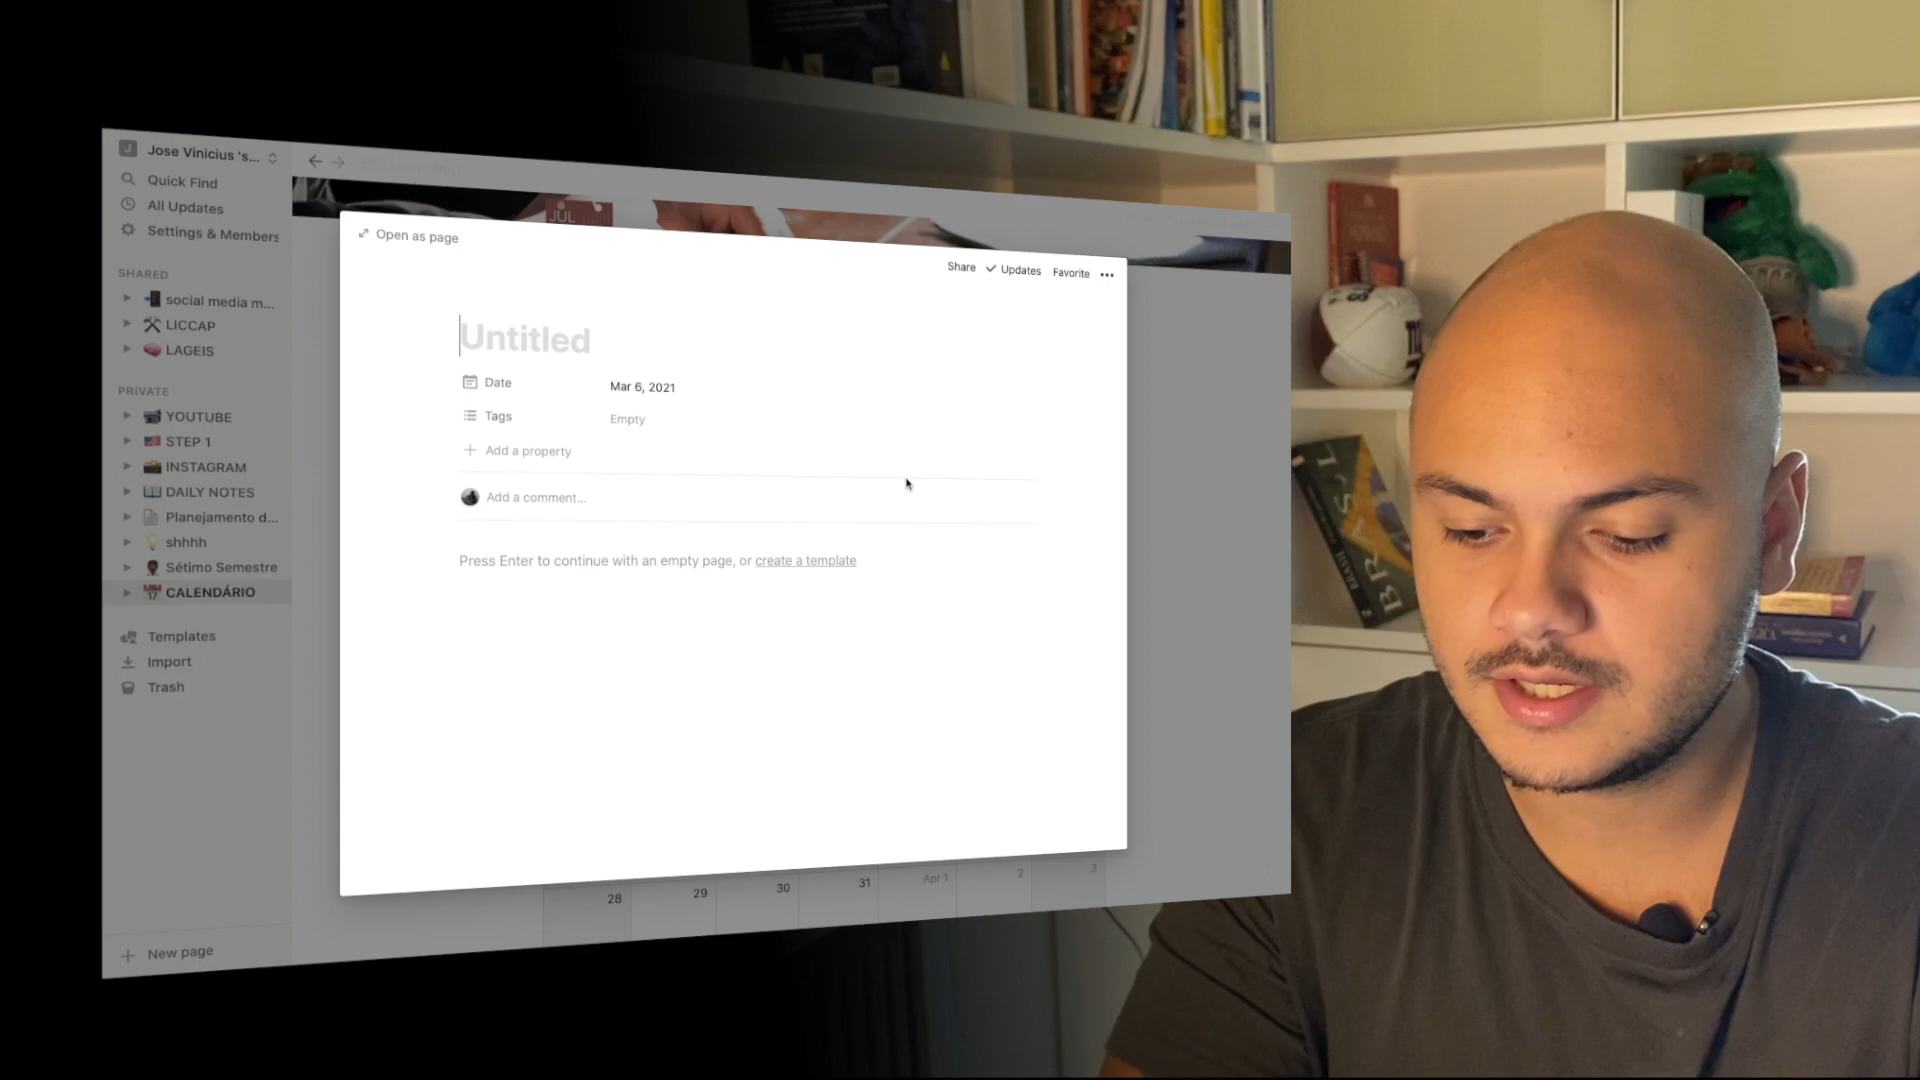 J Jose Vinicius 's...
Quick Find
All Updates
Settings & Members
SHARED
social media m...
LICCAP
LAGEIS
PRIVATE
YOUTUBE
STEP 1
INSTAGRAM
DAILY NOTES
Planejamento d...
shhhh
Sétimo Semestre
17 CALENDÁRIO
Templates
Import
Trash
New page
JUL
Open as page
Share Updates Favorite
Untitled
Date Mar 6, 2021
Tags Empty
Add a property
Add a comment...
Press Enter to continue with an empty page, or create a template
28 29 30 31 Apr 1 2 3
BRASIL